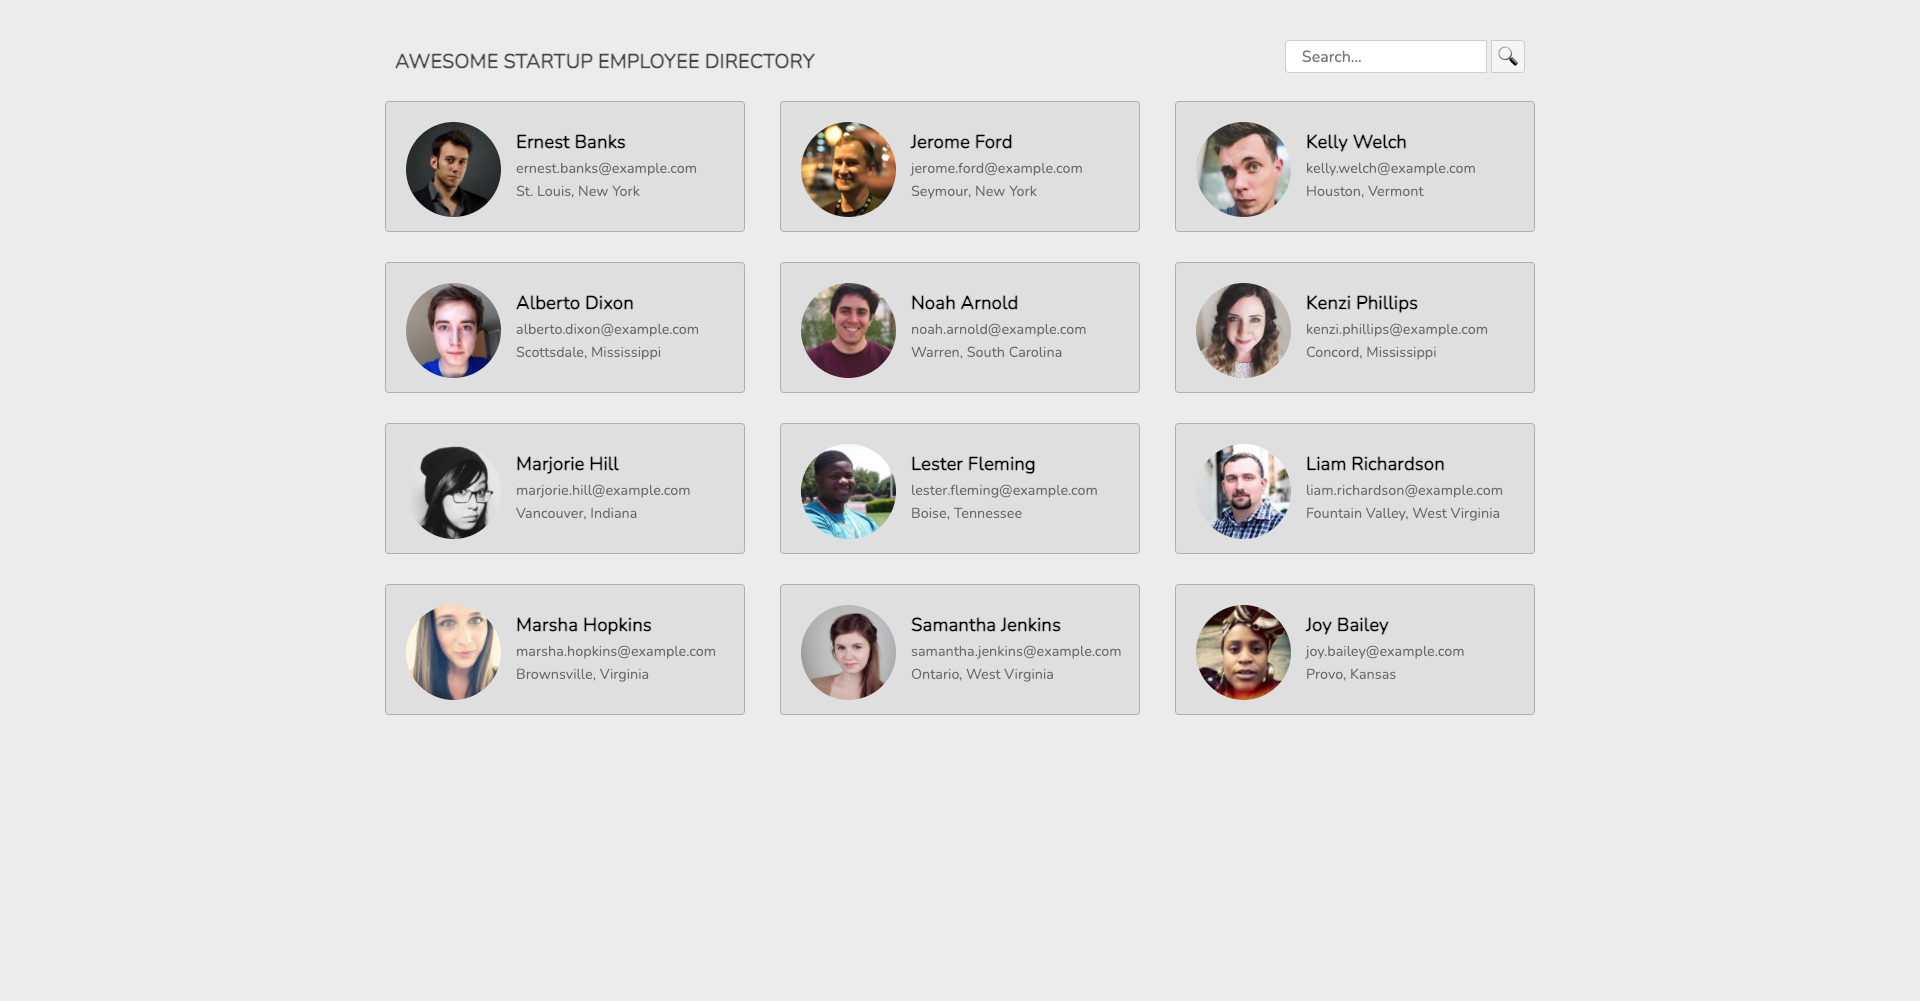 AWESOME STARTUP EMPLOYEE DIRECTORY
Search...
Ernest Banks
ernest.banks@example.com
St. Louis, New York
Jerome Ford
jerome.ford@example.com
Seymour, New York
Kelly Welch
kelly.welch@example.com
Houston, Vermont
Alberto Dixon
alberto.dixon@example.com
Scottsdale, Mississippi
Noah Arnold
noah.arnold@example.com
Warren, South Carolina
Kenzi Phillips
kenzi.phillips@example.com
Concord, Mississippi
Marjorie Hill
marjorie.hill@example.com
Vancouver, Indiana
Lester Fleming
lester.fleming@example.com
Boise, Tennessee
Liam Richardson
liam.richardson@example.com
Fountain Valley, West Virginia
Marsha Hopkins
marsha.hopkins@example.com
Brownsville, Virginia
Samantha Jenkins
samantha.jenkins@example.com
Ontario, West Virginia
Joy Bailey
joy.bailey@example.com
Provo, Kansas